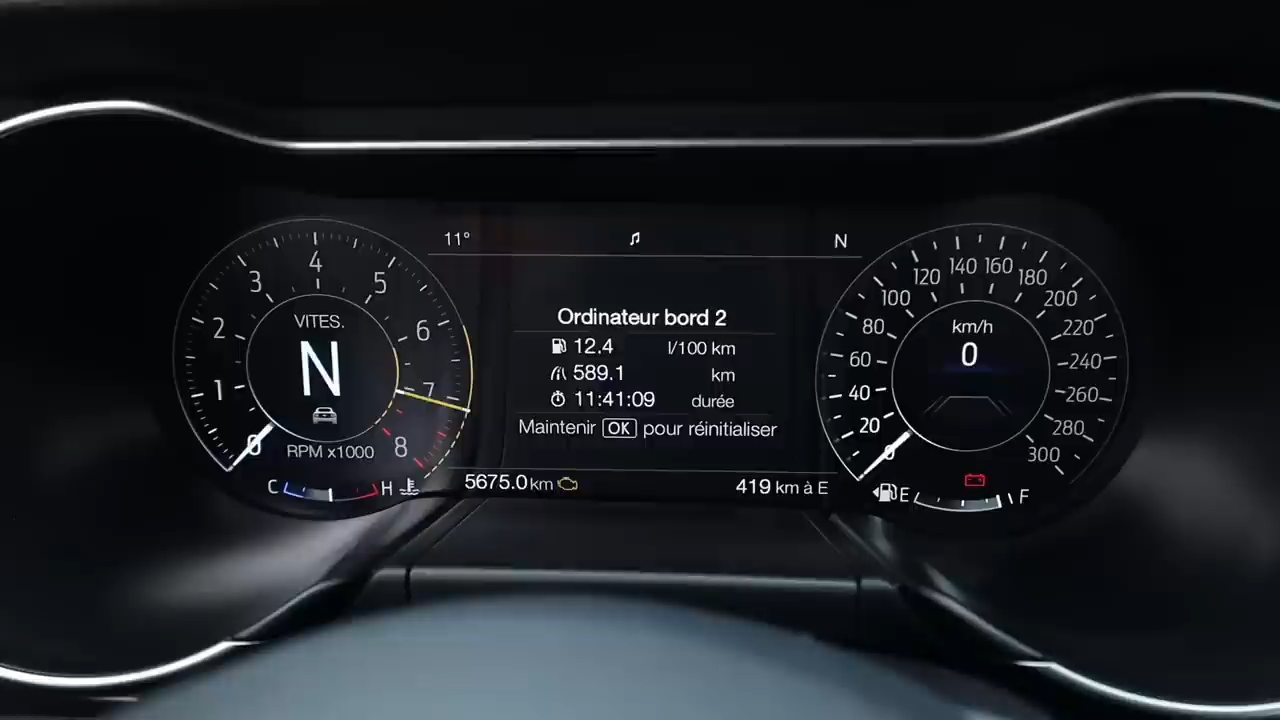 11° N
4
3 5
2 6
1 7
0 8
VITES.
N
RPM x1000
C H
Ordinateur bord 2
12.4 l/100 km
589.1 km
11:41:09 durée
Maintenir OK pour réinitialiser
5675.0 km 419 km à E
140 160
120 180
100 200
80 220
60 240
40 260
20 280
0 300
km/h
0
E F